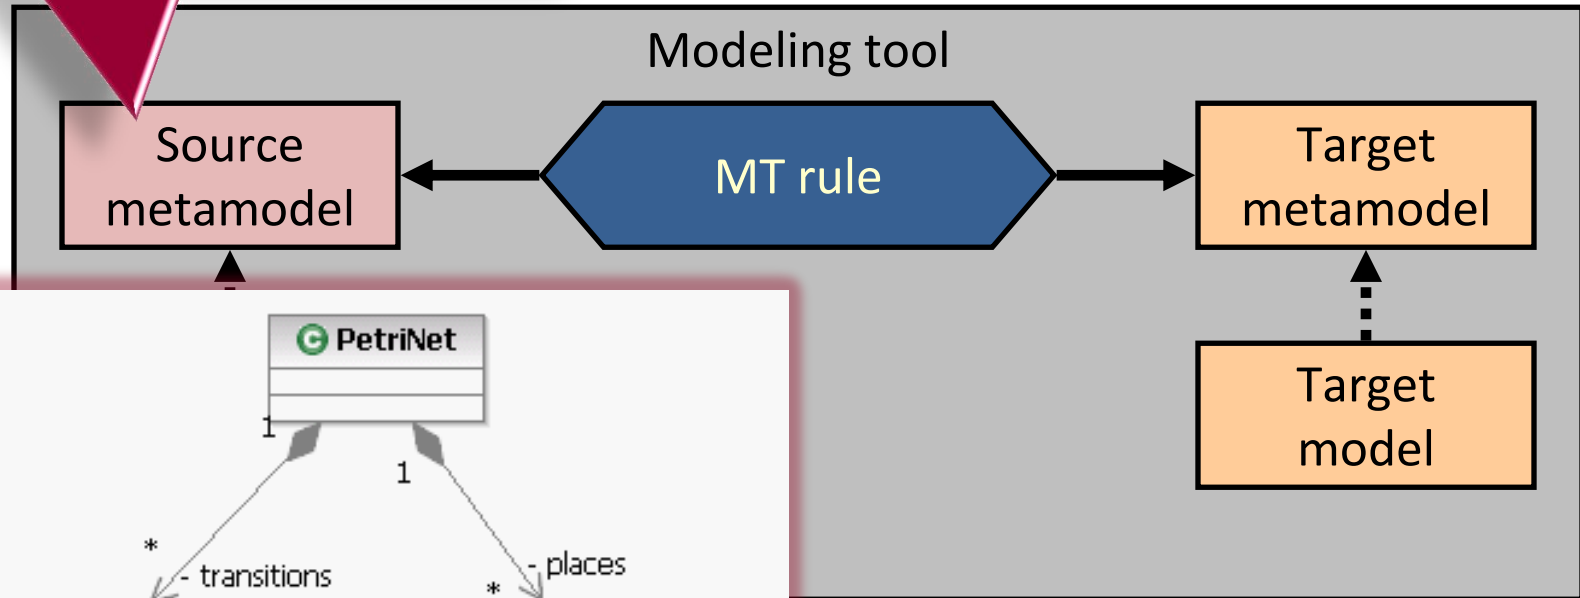 Modeling tool
Source
metamodel
MT rule
Target
metamodel
C PetriNet
1
1
*
- transitions
*
- places
Target
model